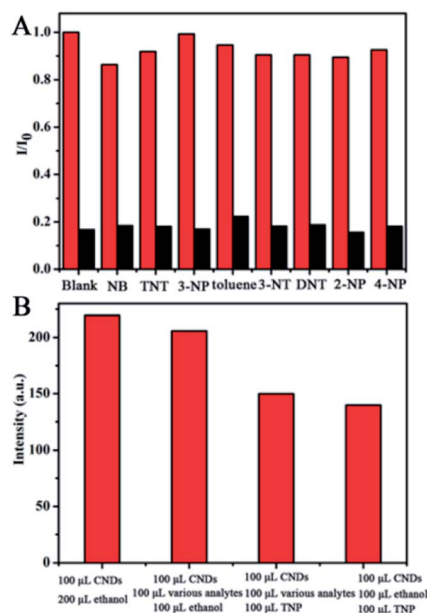 A
1.0
0.8
0.6
0.4
0.2
0.0
I/I0
Blank NB TNT 3-NP toluene 3-NT DNT 2-NP 4-NP
B
200
150
100
50
0
Intensity (a.u.)
100 μL CNDs
200 μL ethanol
100 μL CNDs
100 μL various analytes
100 μL ethanol
100 μL CNDs
100 μL various analytes
100 μL TNP
100 μL CNDs
100 μL ethanol
100 μL TNP